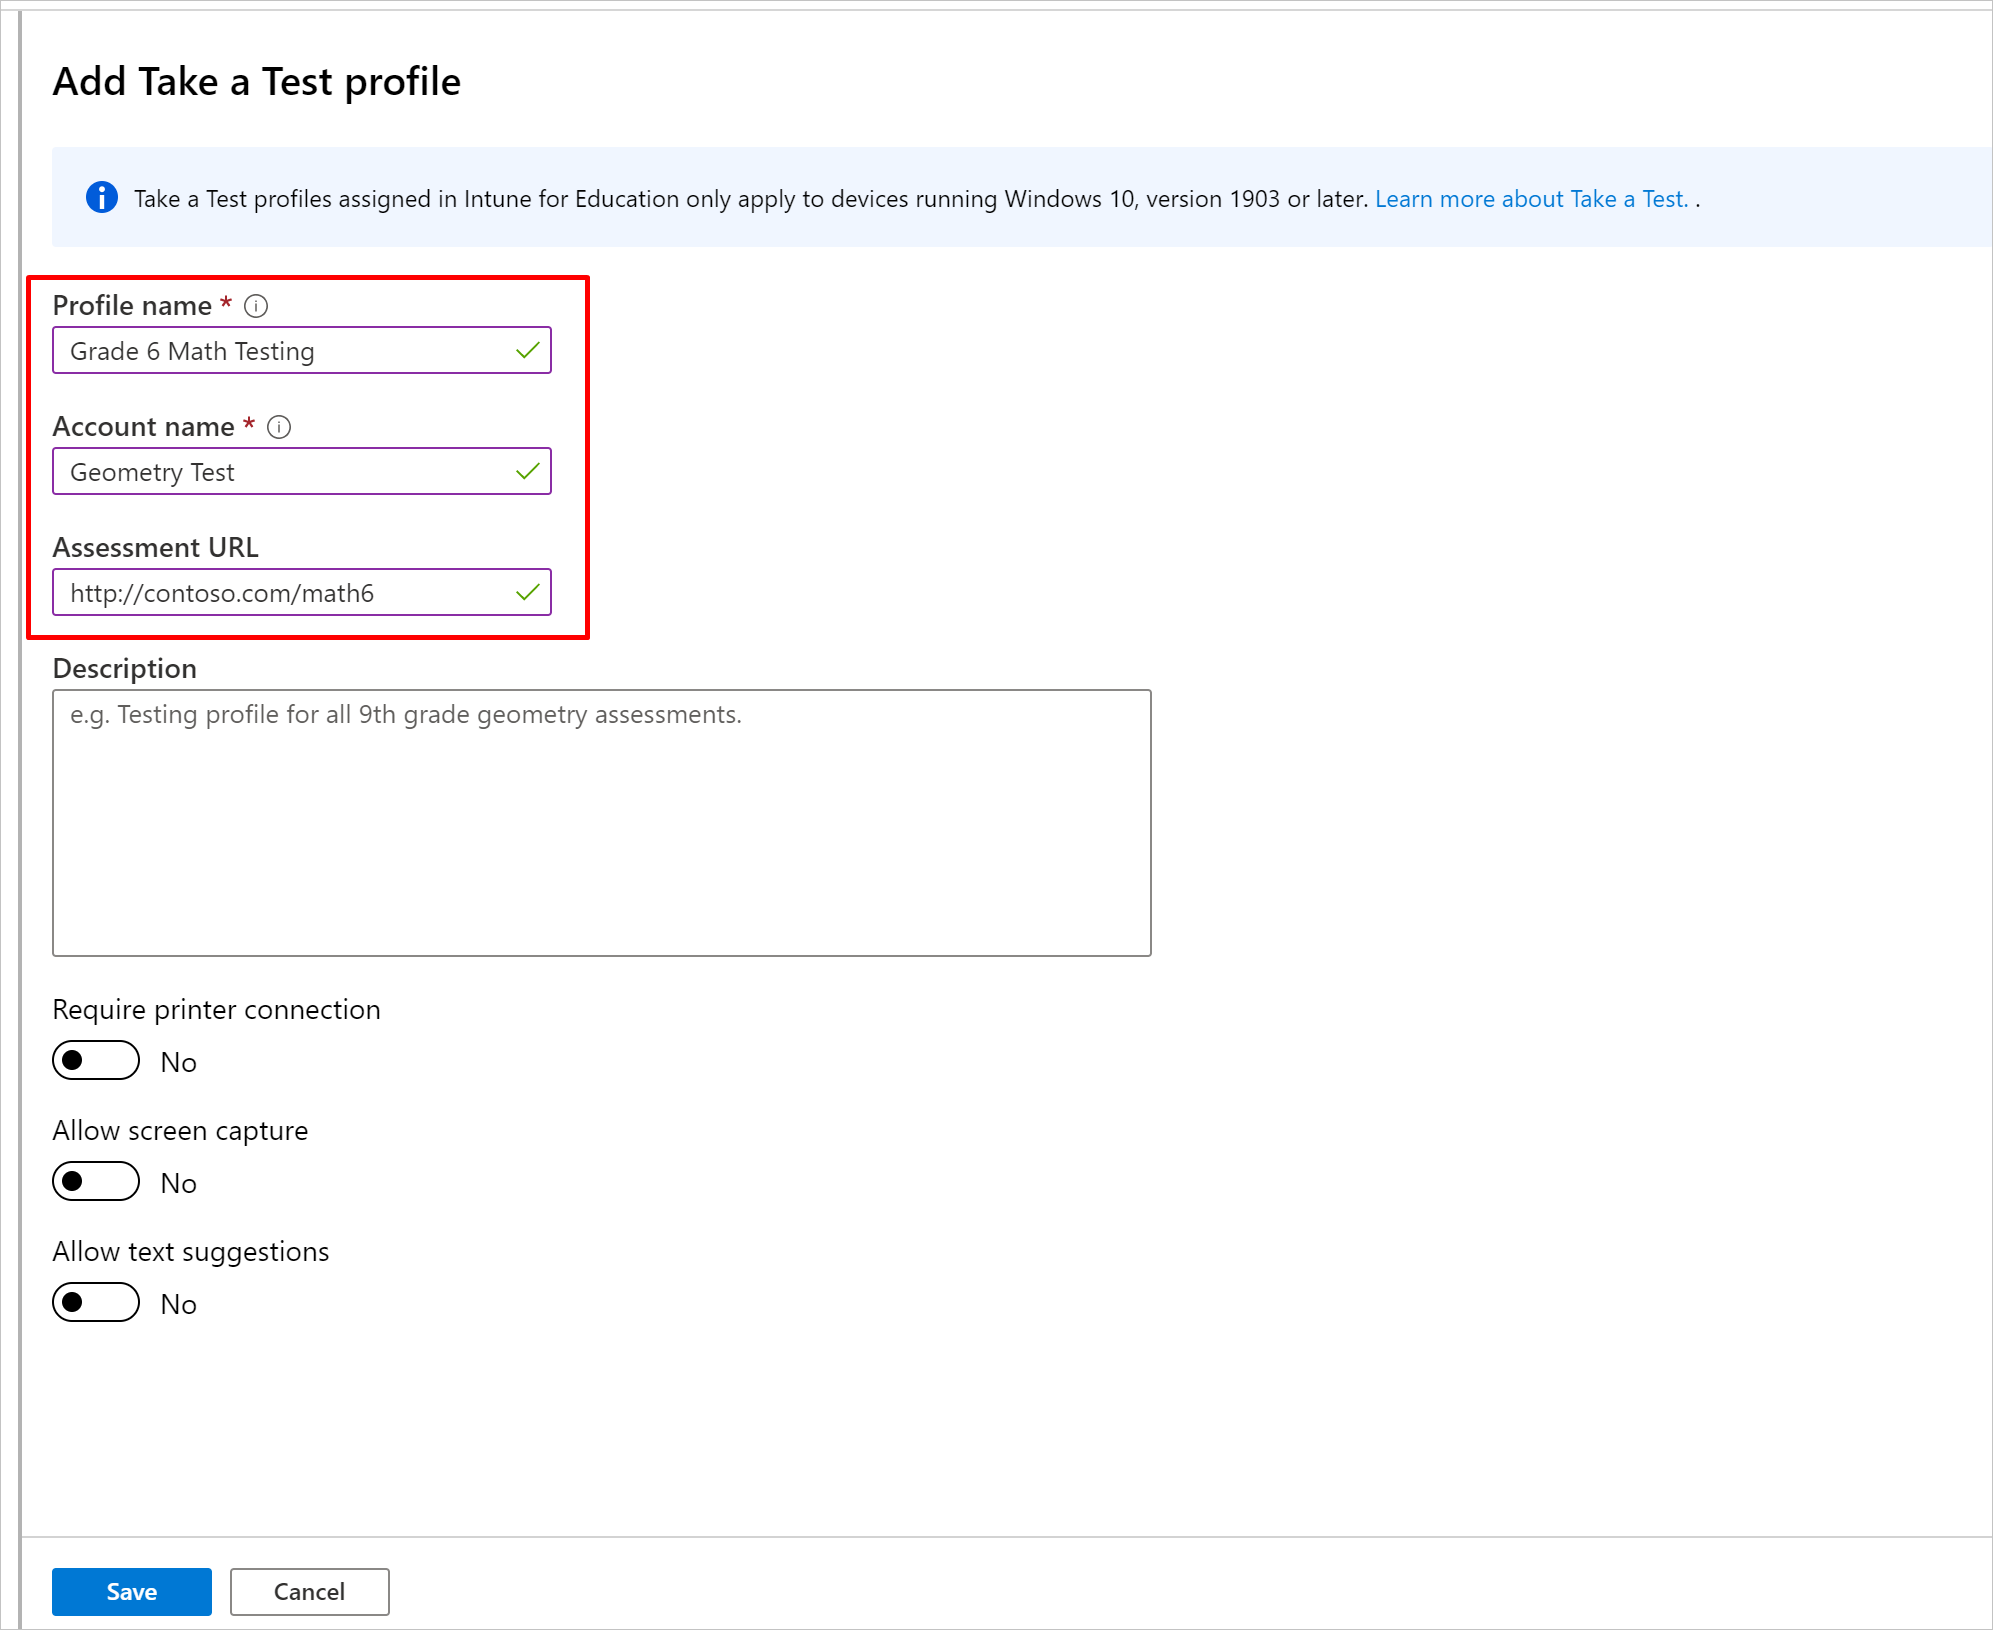 Add Take a Test profile
Take a Test profiles assigned in Intune for Education only apply to devices running Windows 10, version 1903 or later. Learn more about Take a Test. .
Profile name *
Grade 6 Math Testing
Account name *
Geometry Test
Assessment URL
http://contoso.com/math6
Description
e.g. Testing profile for all 9th grade geometry assessments.
Require printer connection
No
Allow screen capture
No
Allow text suggestions
No
Save
Cancel